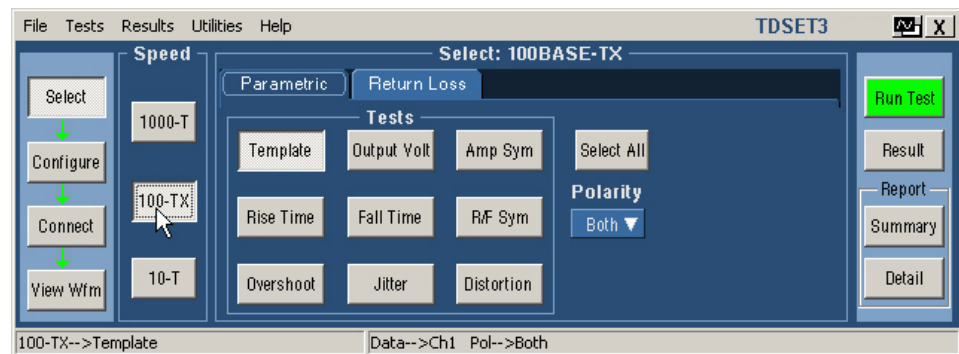 File Tests Results Utilities Help TDSET3 X
Speed
Select: 100BASE-TX
Select
Configure
Connect
View Wfm
1000-T
100-TX
10-T
Parametric Return Loss
Tests
Template Output Volt Amp Sym
Rise Time Fall Time R/F Sym
Overshoot Jitter Distortion
Select All
Polarity
Both
Run Test
Result
Report
Summary
Detail
100-TX-->Template Data-->Ch1 Pol-->Both